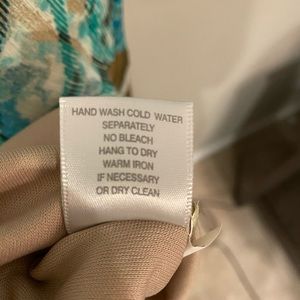 HAND WASH COLD WATER
SEPARATELY
NO BLEACH
HANG TO DRY
WARM IRON
IF NECESSARY
OR DRY CLEAN